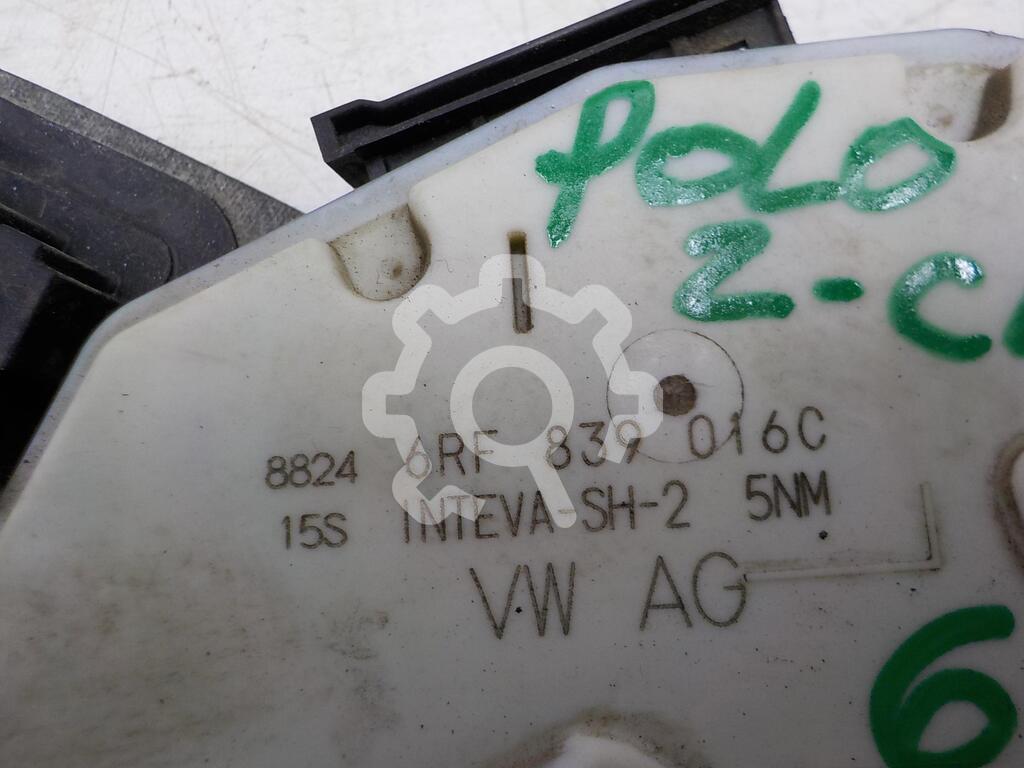 POLO
2-
8824 6RF 839 016C
15S INTEVA-SH-2 5NM
VW AG
6